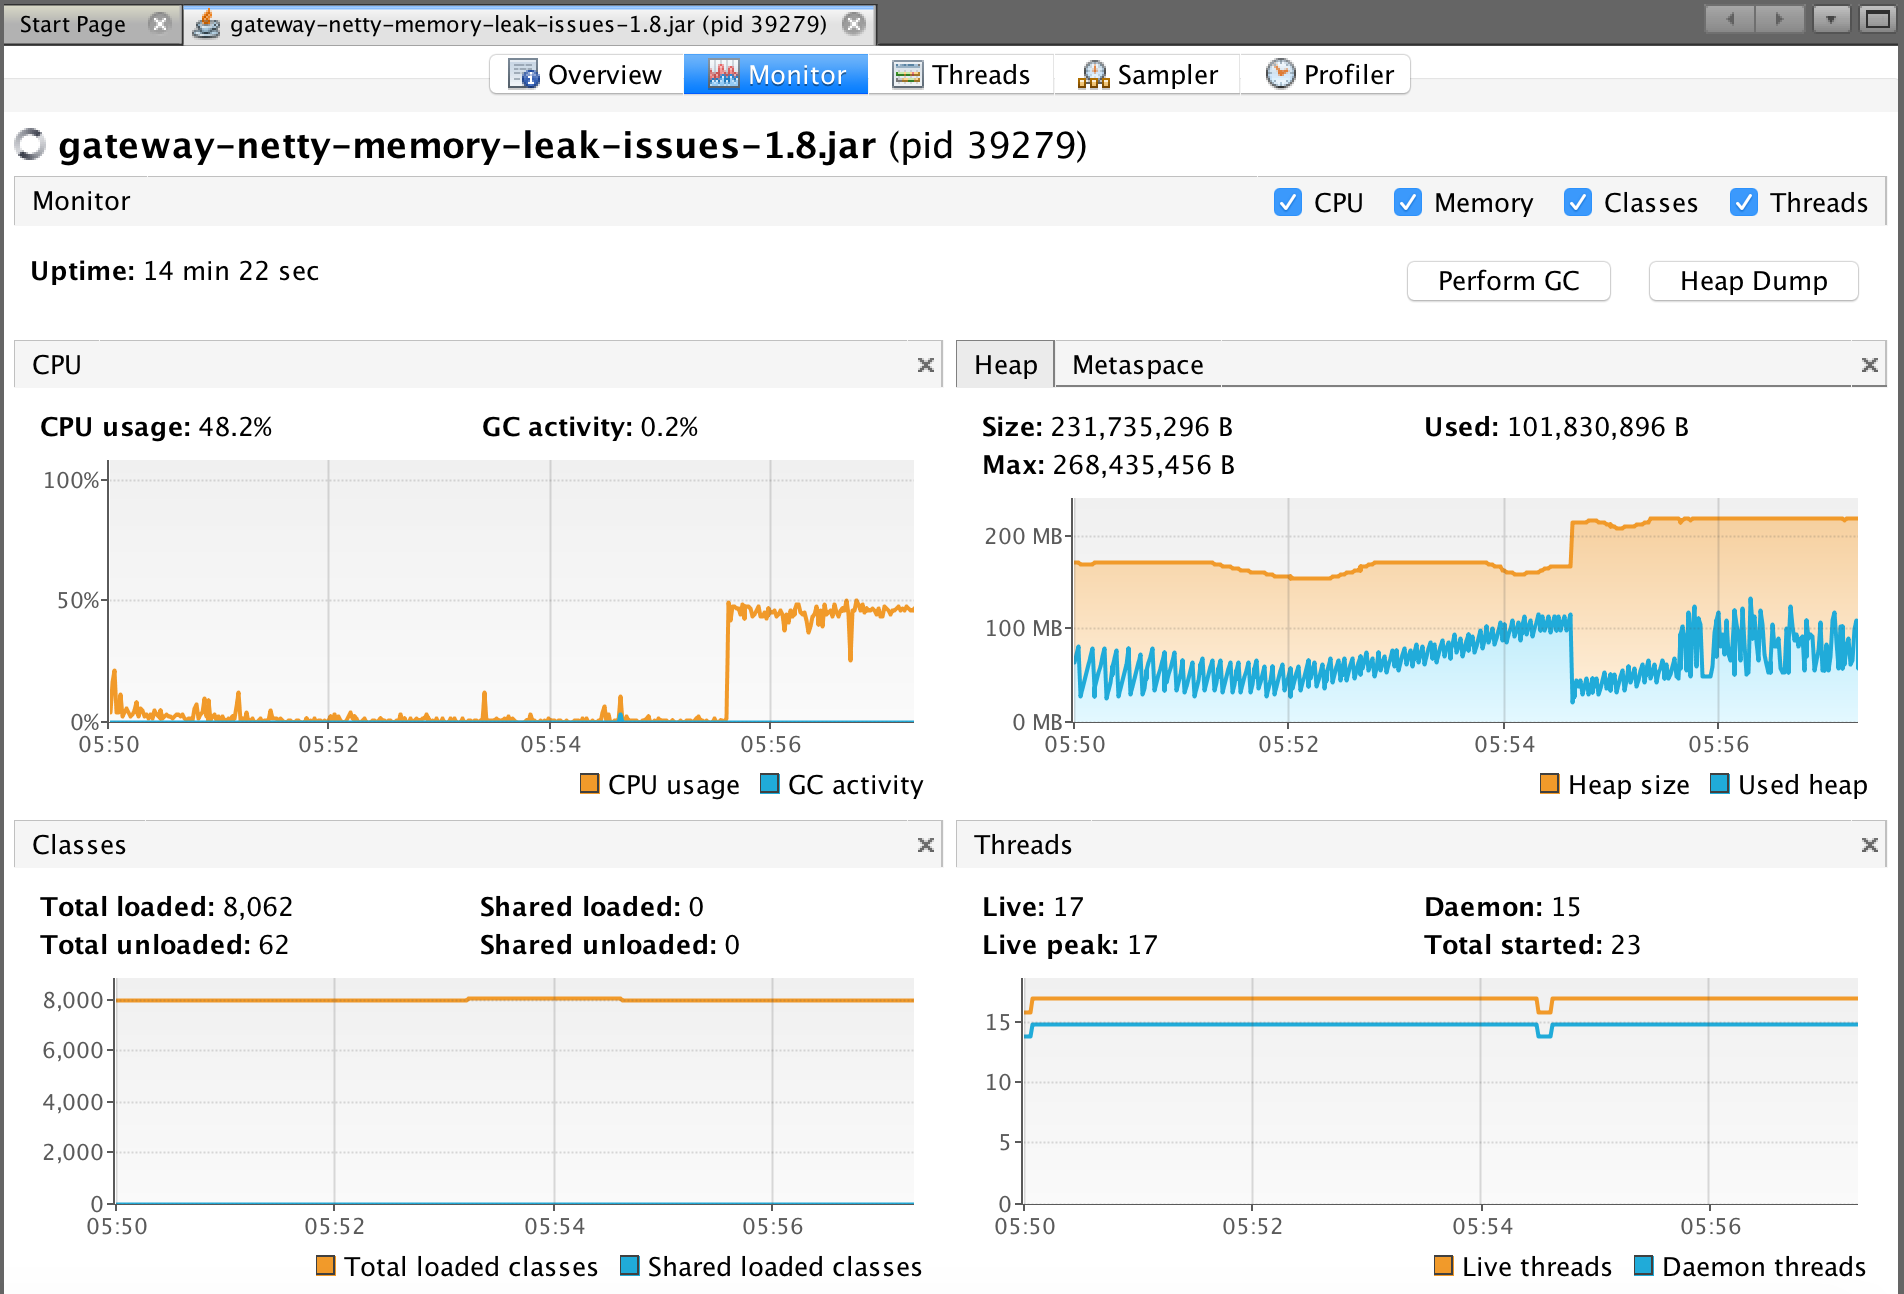 Start Page
gateway-netty-memory-leak-issues-1.8.jar (pid 39279)
Overview Monitor Threads Sampler Profiler
gateway-netty-memory-leak-issues-1.8.jar (pid 39279)
Monitor
CPU Memory Classes Threads
Uptime: 14 min 22 sec
Perform GC Heap Dump
CPU
CPU usage: 48.2% GC activity: 0.2%
100%
50%
0%
05:50 05:52 05:54 05:56
CPU usage GC activity
Heap Metaspace
Size: 231,735,296 B Used: 101,830,896 B
Max: 268,435,456 B
200 MB
100 MB
0 MB
05:50 05:52 05:54 05:56
Heap size Used heap
Classes
Total loaded: 8,062 Shared loaded: 0
Total unloaded: 62 Shared unloaded: 0
8,000
6,000
4,000
2,000
0
05:50 05:52 05:54 05:56
Total loaded classes Shared loaded classes
Threads
Live: 17 Daemon: 15
Live peak: 17 Total started: 23
15
10
5
0
05:50 05:52 05:54 05:56
Live threads Daemon threads